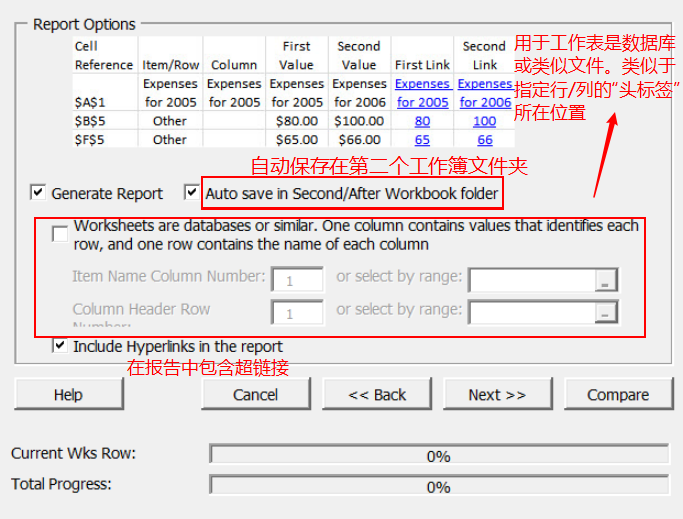 Report Options
Cell Reference Item/Row Column First Value Second Value First Link Second Link
$A$1 Expenses for 2005 Expenses for 2005 Expenses for 2005 Expenses for 2006 Expenses for 2005 Expenses for 2006
$B$5 Other $80.00 $100.00 80 100
$F$5 Other $65.00 $66.00 65 66
用于工作表是数据库
或类似文件。类似于
指定行/列的“头标签”
所在位置
自动保存在第二个工作簿文件夹
Generate Report Auto save in Second/After Workbook folder
Worksheets are databases or similar. One column contains values that identifies each
row, and one row contains the name of each column
Item Name Column Number: 1 or select by range: _
Column Header Row
Number: 1 or select by range: _
Include Hyperlinks in the report
在报告中包含超链接
Help Cancel << Back Next >> Compare
Current Wks Row: 0%
Total Progress: 0%